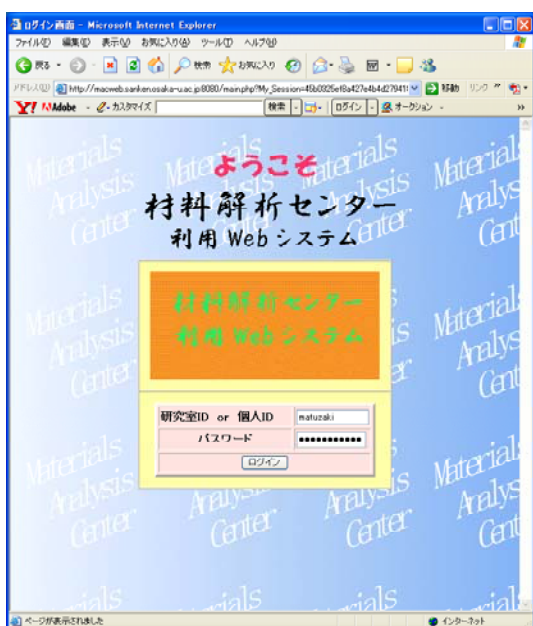 ログイン画面 - Microsoft Internet Explorer
ファイル(F) 編集(E) 表示(V) お気に入り(A) ツール(T) ヘルプ(H)
戻る 検索 お気に入り
アドレス(D) 移動 リンク
Y! Adobe - カスタマイズ 検索 ログイン オークション
Materials Analysis Center
ようこそ
材料解析センター
利用 Web システム
材料解析センター
利用 Web システム
研究室ID or 個人ID matuzaki
パスワード
ログイン
ページが表示されました インターネット